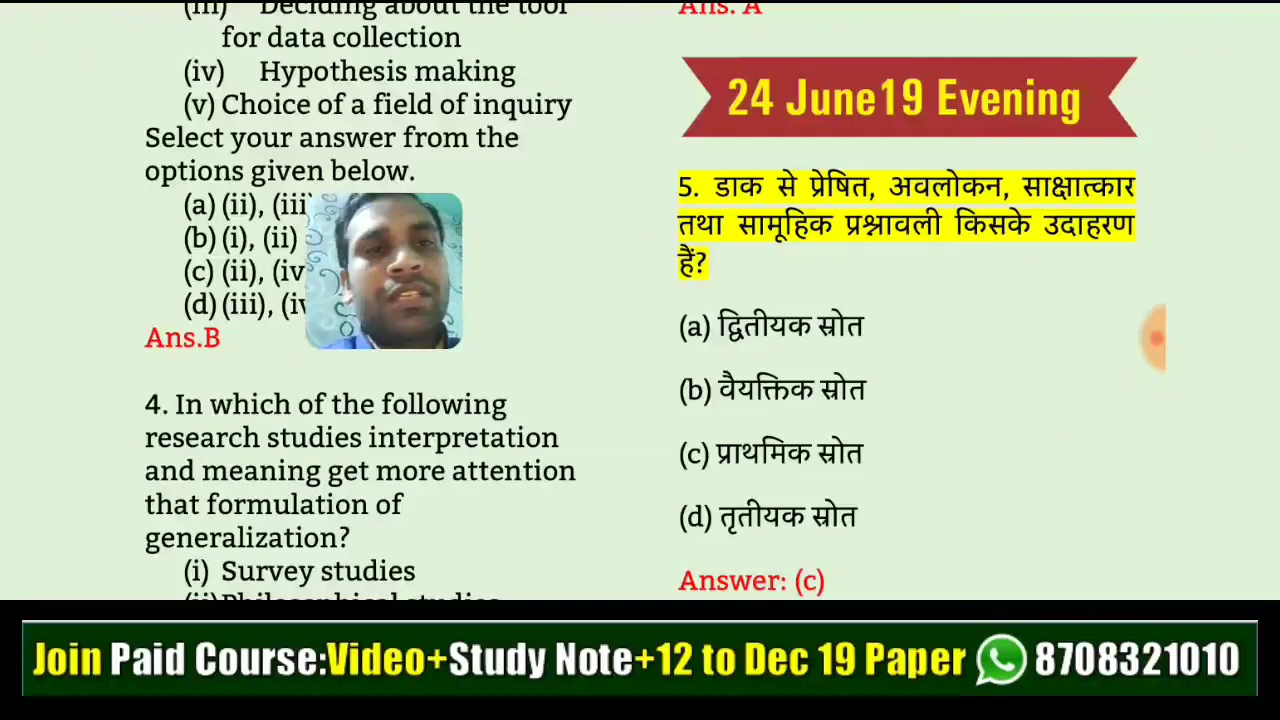 (iii) Deciding about the tool
for data collection
(iv) Hypothesis making
(v) Choice of a field of inquiry
Select your answer from the
options given below.
(a) (ii), (iii)
(b) (i), (ii)
(c) (ii), (iv
(d) (iii), (iv
Ans.B
4. In which of the following
research studies interpretation
and meaning get more attention
that formulation of
generalization?
(i) Survey studies
(ii) Philosophical studies
Ans. A
24 June19 Evening
5. डाक से प्रेषित, अवलोकन, साक्षात्कार
तथा सामूहिक प्रश्नावली किसके उदाहरण
हैं?
(a) द्वितीयक स्रोत
(b) वैयक्तिक स्रोत
(c) प्राथमिक स्रोत
(d) तृतीयक स्रोत
Answer: (c)
Join Paid Course:Video+Study Note+12 to Dec 19 Paper 8708321010